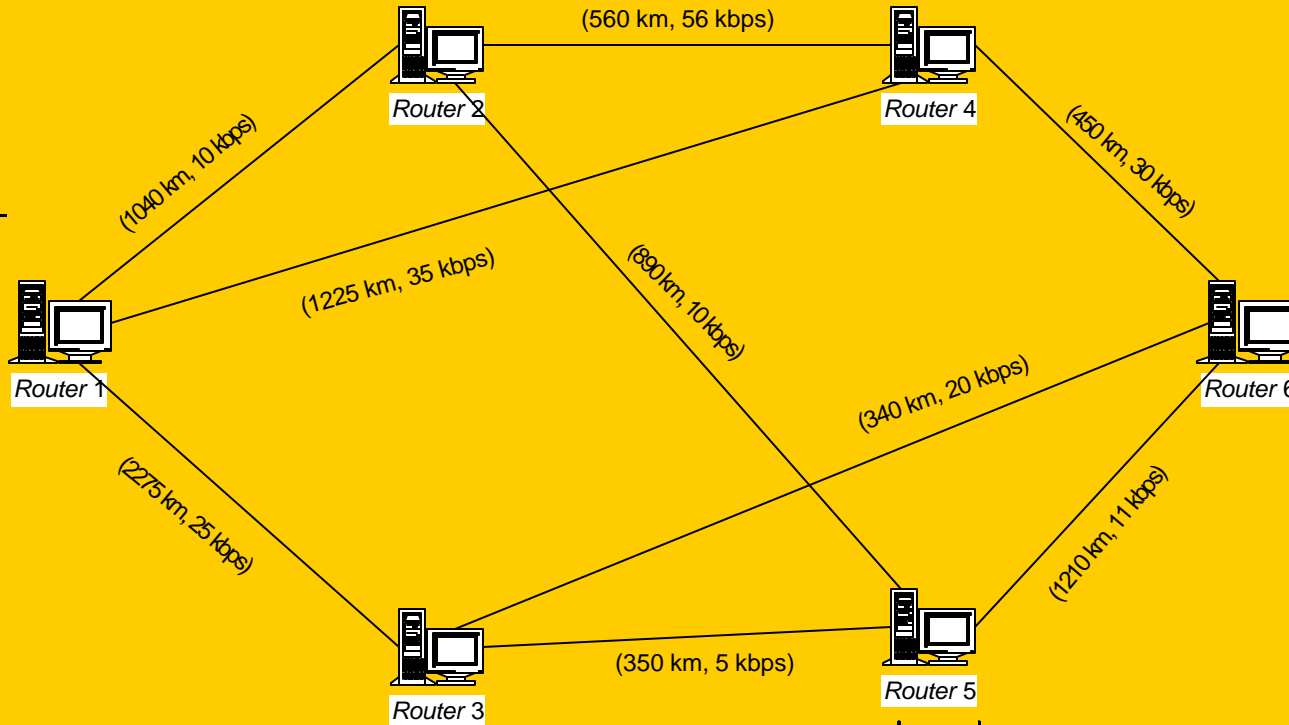 (560 km, 56 kbps)
Router 2
Router 4
(1040 km, 10 kbps)
(450 km, 30 kbps)
(1225 km, 35 kbps)
(890 km, 10 kbps)
Router 1
Router 6
(340 km, 20 kbps)
(2275 km, 25 kbps)
(1210 km, 11 kbps)
(350 km, 5 kbps)
Router 5
Router 3